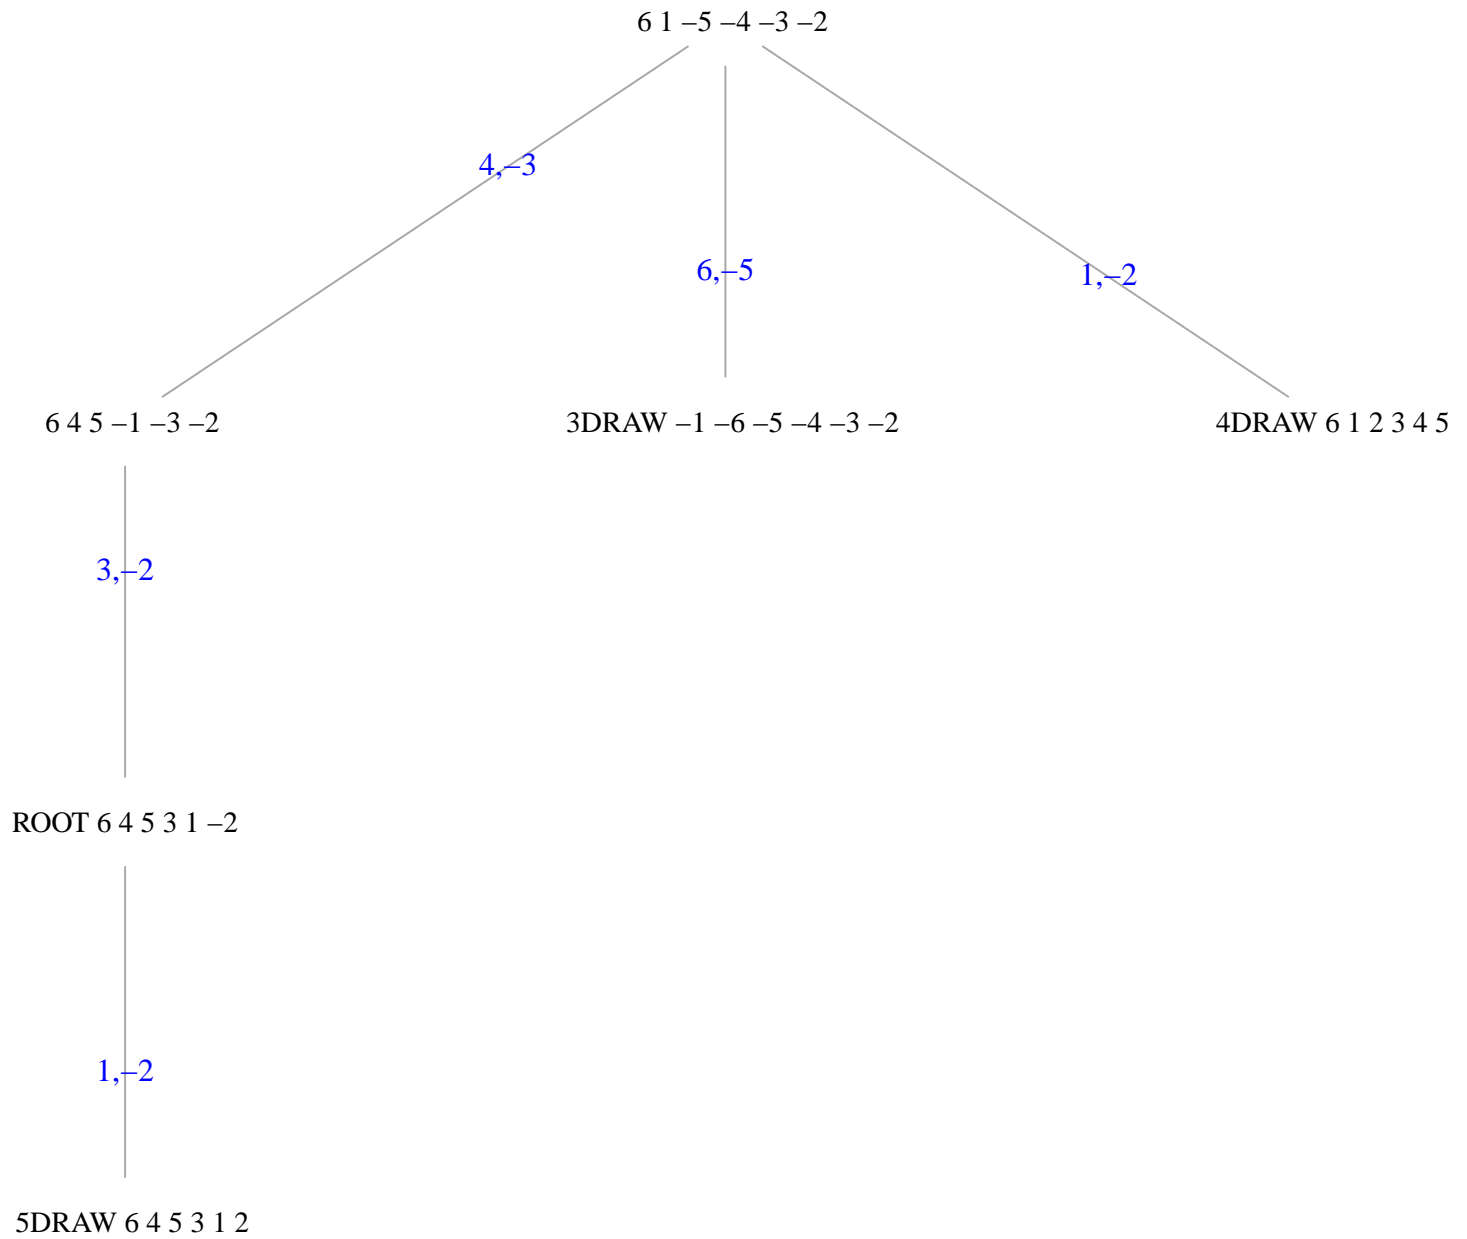 6 1 –5 –4 –3 –2
4,–3
6,–5
1,–2
6 4 5 –1 –3 –2
3DRAW –1 –6 –5 –4 –3 –2
4DRAW 6 1 2 3 4 5
3,–2
ROOT 6 4 5 3 1 –2
1,–2
5DRAW 6 4 5 3 1 2